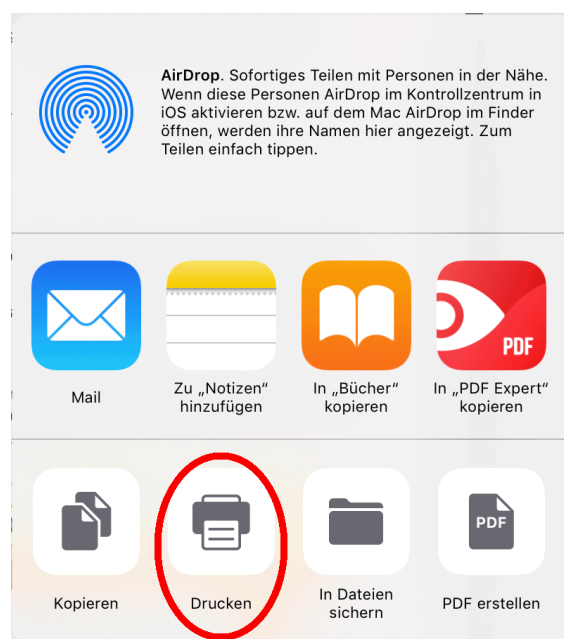 AirDrop. Sofortiges Teilen mit Personen in der Nähe.
Wenn diese Personen AirDrop im Kontrollzentrum in
iOS aktivieren bzw. auf dem Mac AirDrop im Finder
öffnen, werden ihre Namen hier angezeigt. Zum
Teilen einfach tippen.
PDF
Mail
Zu „Notizen“
hinzufügen
In „Bücher“
kopieren
In „PDF Expert“
kopieren
PDF
Kopieren
Drucken
In Dateien
sichern
PDF erstellen